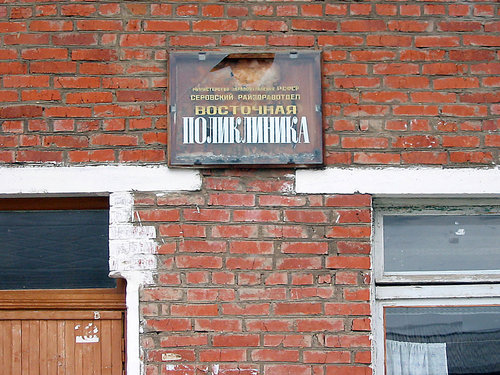 МИНИСТЕРСТВО ЗДРАВООХРАНЕНИЯ РСФСР
СЕРОВСКИЙ РАЙЗДРАВОТДЕЛ
ВОСТОЧНАЯ
ПОЛИКЛИНИКА